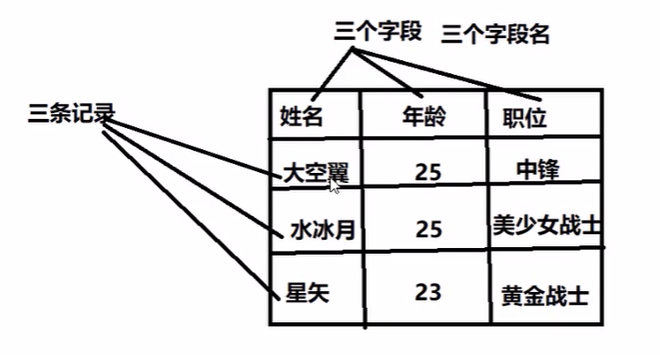 三个字段 三个字段名
三条记录
姓名 年龄 职位
大空翼 25 中锋
水冰月 25 美少女战士
星矢 23 黄金战士